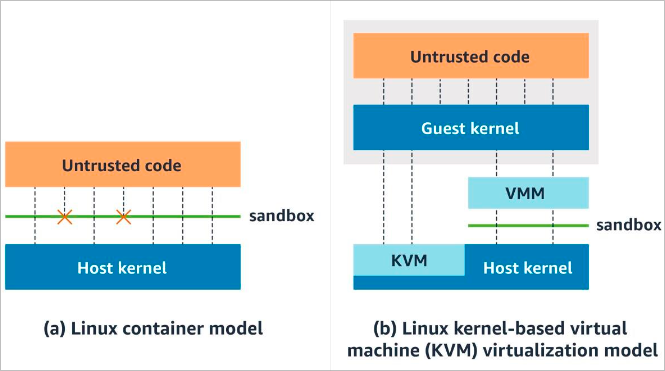 Untrusted code
sandbox
Host kernel
(a) Linux container model
Untrusted code
Guest kernel
VMM
sandbox
KVM
Host kernel
(b) Linux kernel-based virtual
machine (KVM) virtualization model